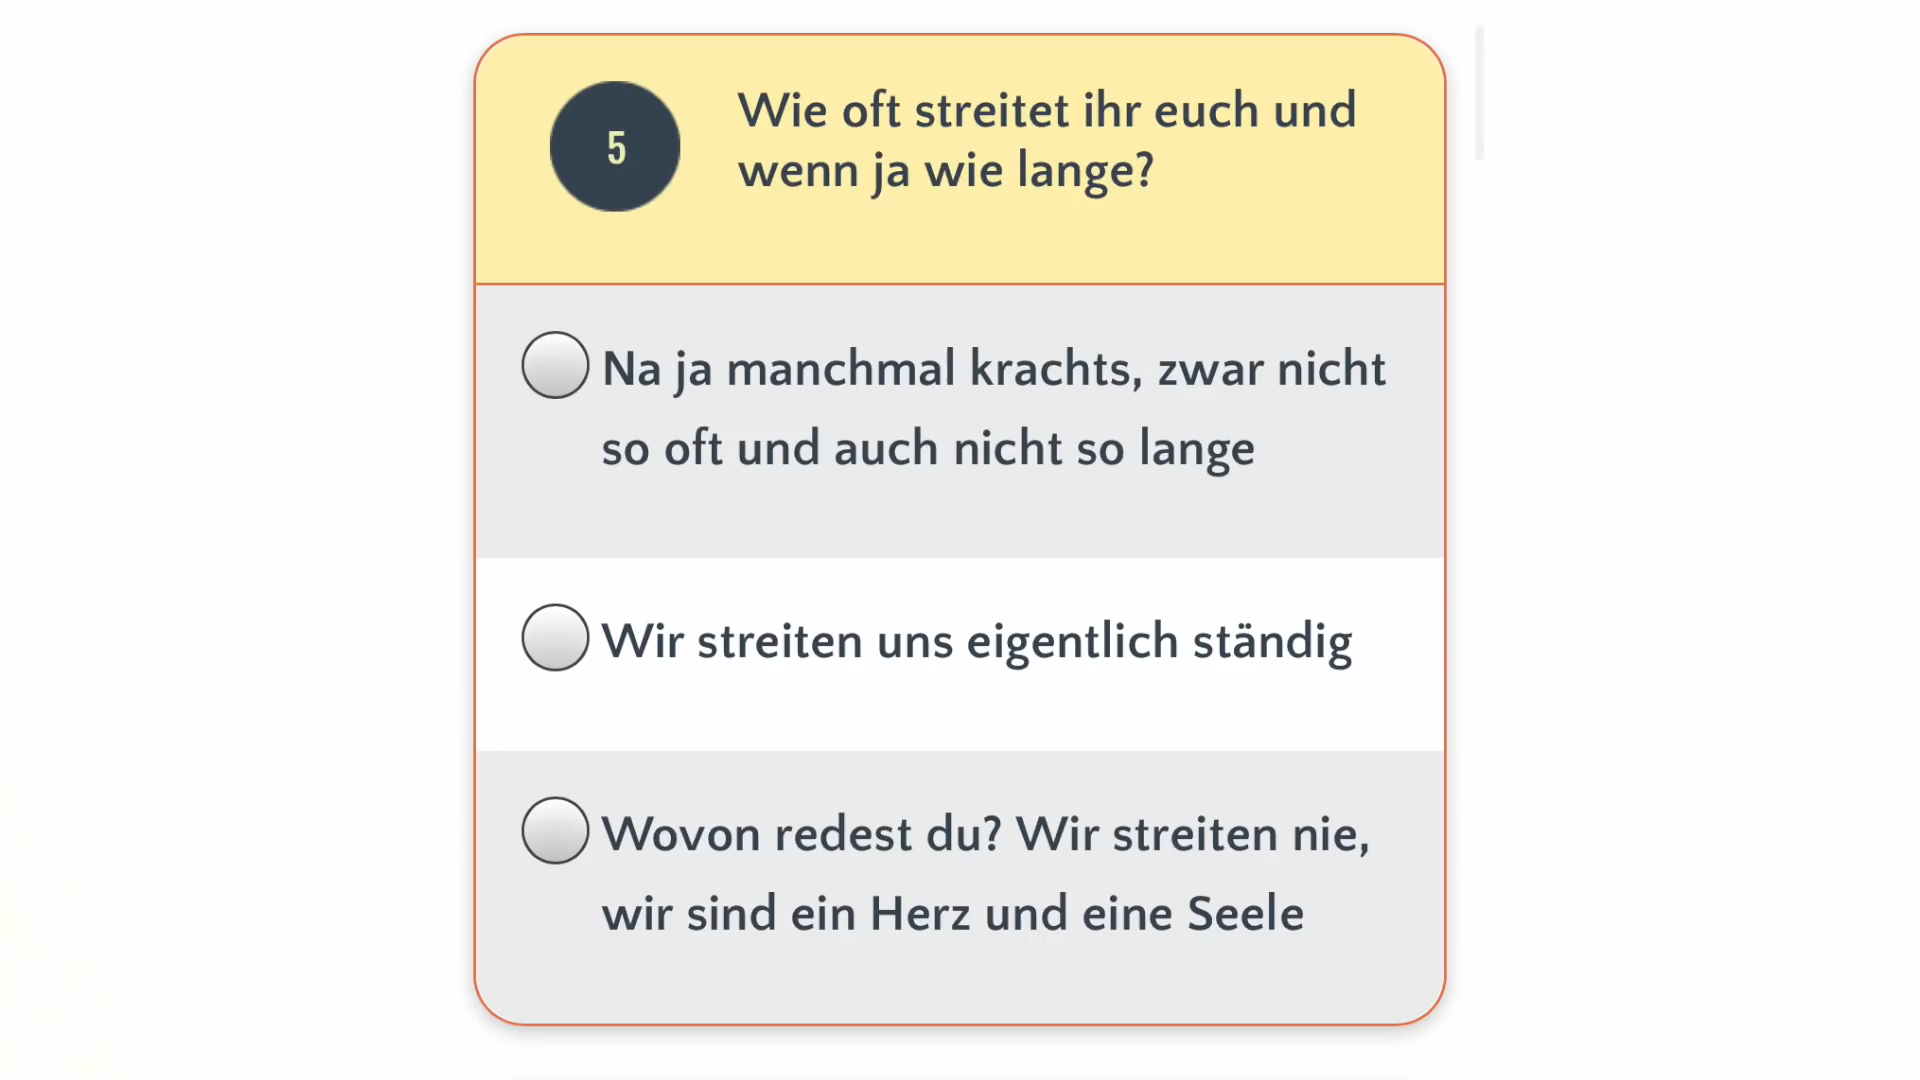 5
Wie oft streitet ihr euch und
wenn ja wie lange?
Na ja manchmal krachts, zwar nicht
so oft und auch nicht so lange
Wir streiten uns eigentlich ständig
Wovon redest du? Wir streiten nie,
wir sind ein Herz und eine Seele